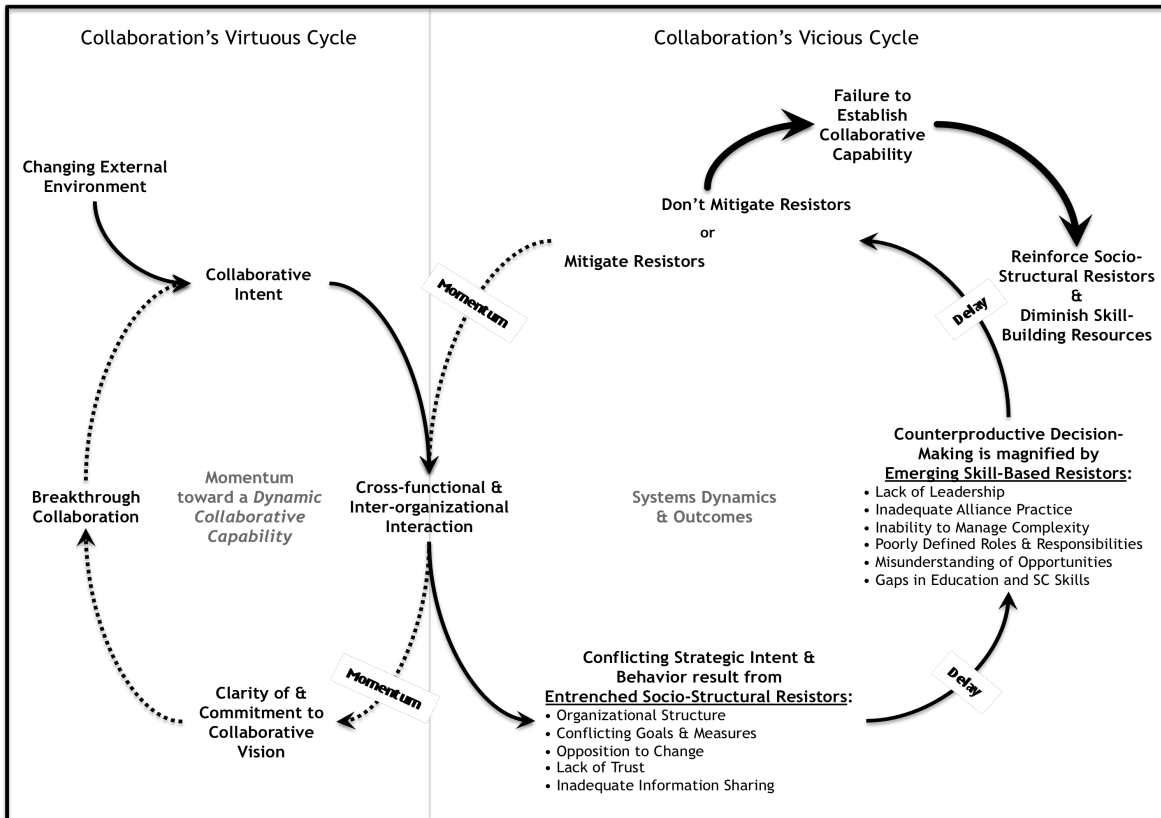 Collaboration’s Virtuous Cycle
Collaboration’s Vicious Cycle
Changing External
Environment
Collaborative
Intent
Breakthrough
Collaboration
Momentum
toward a Dynamic
Collaborative
Capability
Cross-functional &
Inter-organizational
Interaction
Clarity of &
Commitment to
Collaborative
Vision
Momentum
Momentum
Failure to
Establish
Collaborative
Capability
Don’t Mitigate Resistors
or
Mitigate Resistors
Reinforce Socio-
Structural Resistors
&
Diminish Skill-
Building Resources
Delay
Systems Dynamics
& Outcomes
Counterproductive Decision-
Making is magnified by
Emerging Skill-Based Resistors:
• Lack of Leadership
• Inadequate Alliance Practice
• Inability to Manage Complexity
• Poorly Defined Roles & Responsibilities
• Misunderstanding of Opportunities
• Gaps in Education and SC Skills
Delay
Conflicting Strategic Intent &
Behavior result from
Entrenched Socio-Structural Resistors:
• Organizational Structure
• Conflicting Goals & Measures
• Opposition to Change
• Lack of Trust
• Inadequate Information Sharing